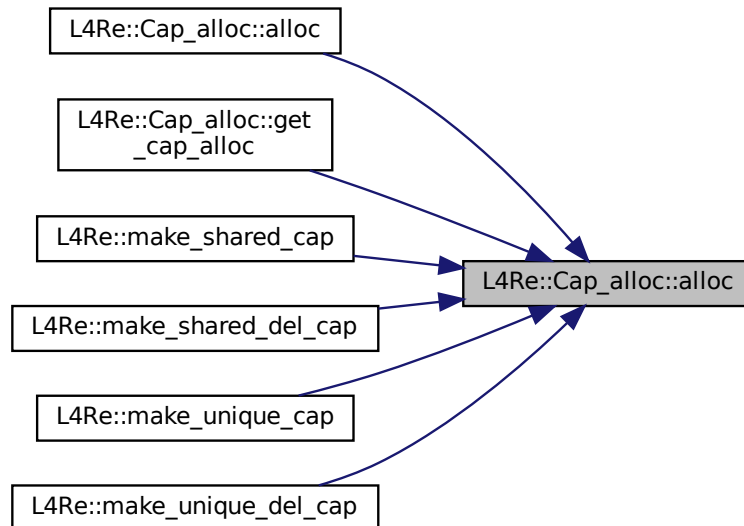 L4Re::Cap_alloc::alloc
L4Re::Cap_alloc::get
_cap_alloc
L4Re::make_shared_cap
L4Re::Cap_alloc::alloc
L4Re::make_shared_del_cap
L4Re::make_unique_cap
L4Re::make_unique_del_cap